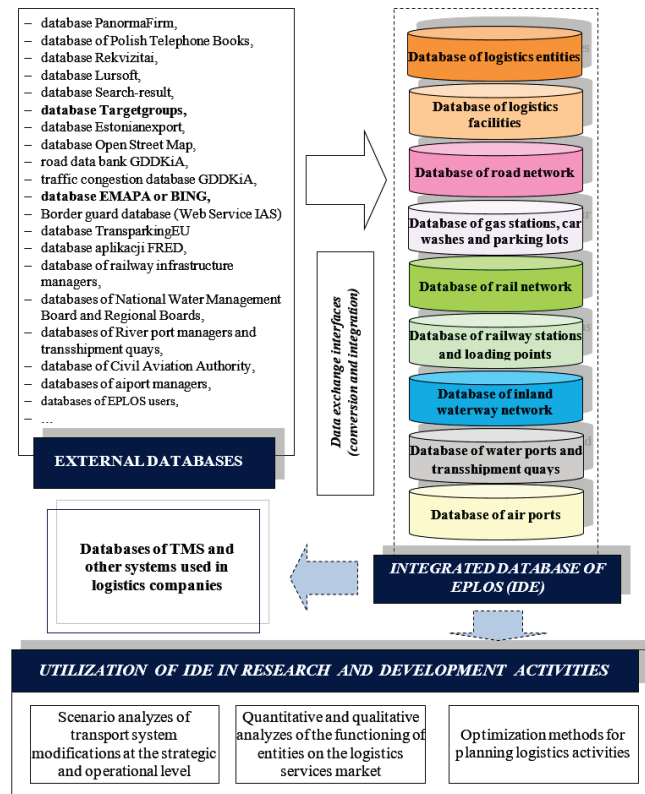 – database PanormaFirm,
– database of Polish Telephone Books,
– database Rekvizitai,
– database Lursoft,
– database Search-result,
– database Targetgroups,
– database Estonianexport,
– database Open Street Map,
– road data bank GDDKiA,
– traffic congestion database GDDKiA,
– database EMAPA or BING,
– Border guard database (Web Service IAS)
– database TransparkingEU
– database aplikacji FRED,
– database of railway infrastructure
managers,
– databases of National Water Management
Board and Regional Boards,
– databases of River port managers and
transshipment quays,
– database of Civil Aviation Authority,
– databases of aiport managers,
– databases of EPLOS users,
– …
EXTERNAL DATABASES
Data exchange interfaces
(conversion and integration)
Database of logistics entities
Database of logistics
facilities
Database of road network
Database of gas stations, car
washes and parking lots
Database of rail network
Database of railway stations
and loading points
Database of inland
waterway network
Database of water ports and
transshipment quays
Database of air ports
INTEGRATED DATABASE OF
EPLOS (IDE)
Databases of TMS and
other systems used in
logistics companies
UTILIZATION OF IDE IN RESEARCH AND DEVELOPMENT ACTIVITIES
Scenario analyzes of
transport system
modifications at the strategic
and operational level
Quantitative and qualitative
analyzes of the functioning of
entities on the logistics
services market
Optimization methods for
planning logistics activities